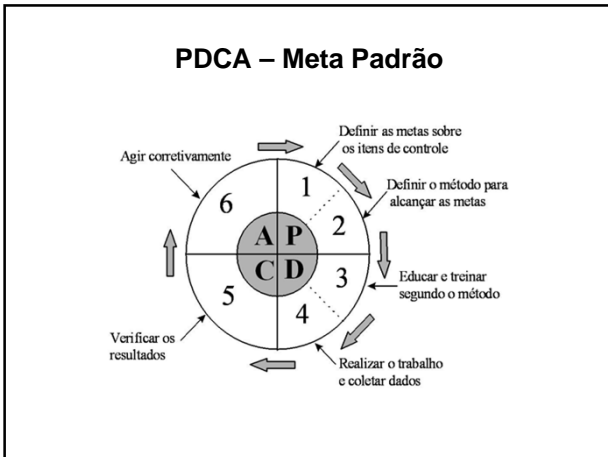 PDCA – Meta Padrão
Definir as metas sobre
os itens de controle
Agir corretivamente
1
6
Definir o método para
alcançar as metas
2
A P
C D
3
Educar e treinar
segundo o método
5
4
Verificar os
resultados
Realizar o trabalho
e coletar dados